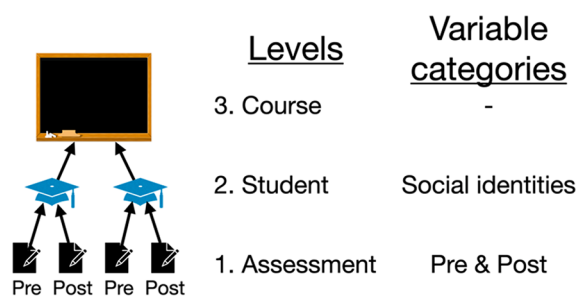 Levels
Variable
categories
3. Course
-
2. Student
Social identities
1. Assessment
Pre & Post
Pre Post Pre Post